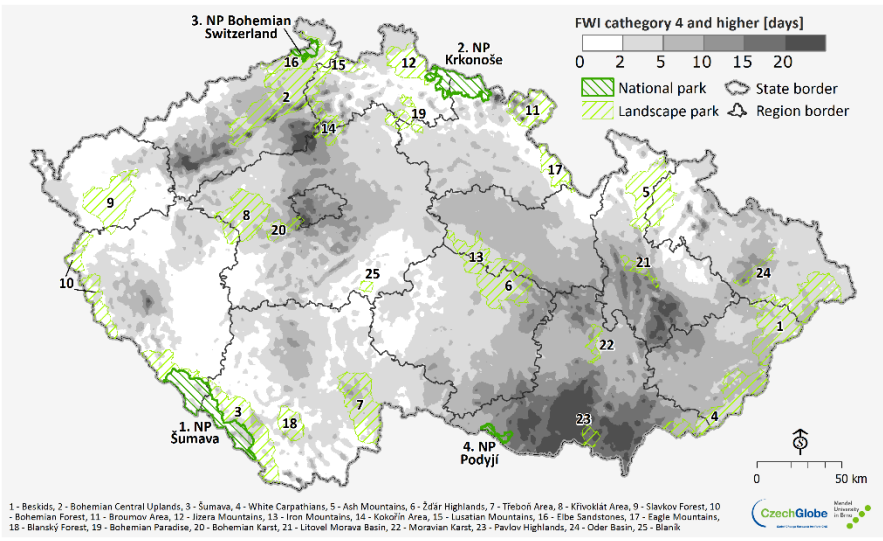 3. NP Bohemian
Switzerland
2. NP
Krkonoše
FWI cathegory 4 and higher [days]
0 2 5 10 15 20
National park
State border
Landscape park
Region border
16
15
12
2
11
14
19
17
5
9
8
20
10
25
13
6
21
24
1
22
7
3
18
23
4
1. NP
Šumava
4. NP
Podyjí
S
0 50 km
1 - Beskids, 2 - Bohemian Central Uplands, 3 - Šumava, 4 - White Carpathians, 5 - Ash Mountains, 6 - Žďár Highlands, 7 - Třeboň Area, 8 - Křivoklát Area, 9 - Slavkov Forest, 10
- Bohemian Forest, 11 - Broumov Area, 12 - Jizera Mountains, 13 - Iron Mountains, 14 - Kokořín Area, 15 - Lusatian Mountains, 16 - Elbe Sandstones, 17 - Eagle Mountains,
18 - Blanský Forest, 19 - Bohemian Paradise, 20 - Bohemian Karst, 21 - Litovel Morava Basin, 22 - Moravian Karst, 23 - Pavlov Highlands, 24 - Oder Basin, 25 - Blaník
CzechGlobe
Mendel
University
in Brno